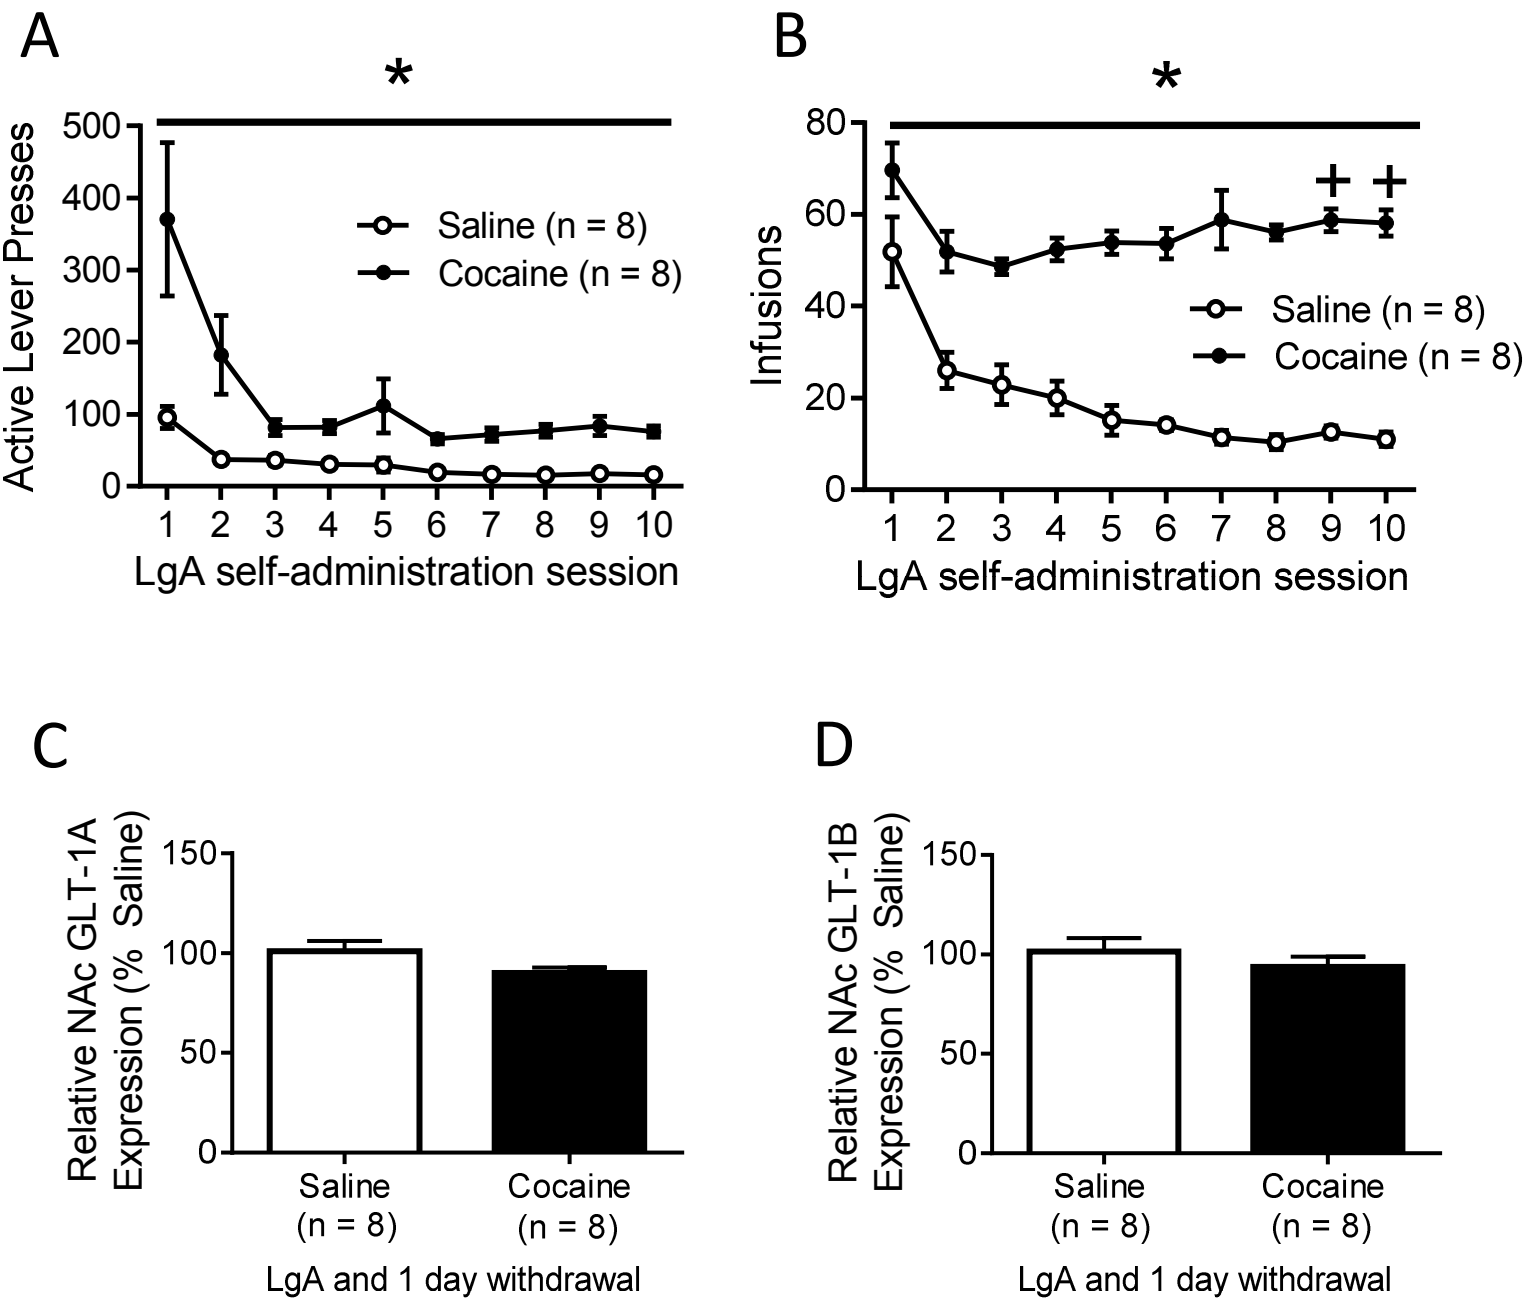 A
*
500
400
300
200
100
0
Active Lever Presses
Saline (n = 8)
Cocaine (n = 8)
1 2 3 4 5 6 7 8 9 10
LgA self-administration session
B
*
80
60
40
20
0
Infusions
+ +
Saline (n = 8)
Cocaine (n = 8)
1 2 3 4 5 6 7 8 9 10
LgA self-administration session
C
Relative NAc GLT-1A
Expression (% Saline)
150
100
50
0
Saline Cocaine
(n = 8) (n = 8)
LgA and 1 day withdrawal
D
Relative NAc GLT-1B
Expression (% Saline)
150
100
50
0
Saline Cocaine
(n = 8) (n = 8)
LgA and 1 day withdrawal